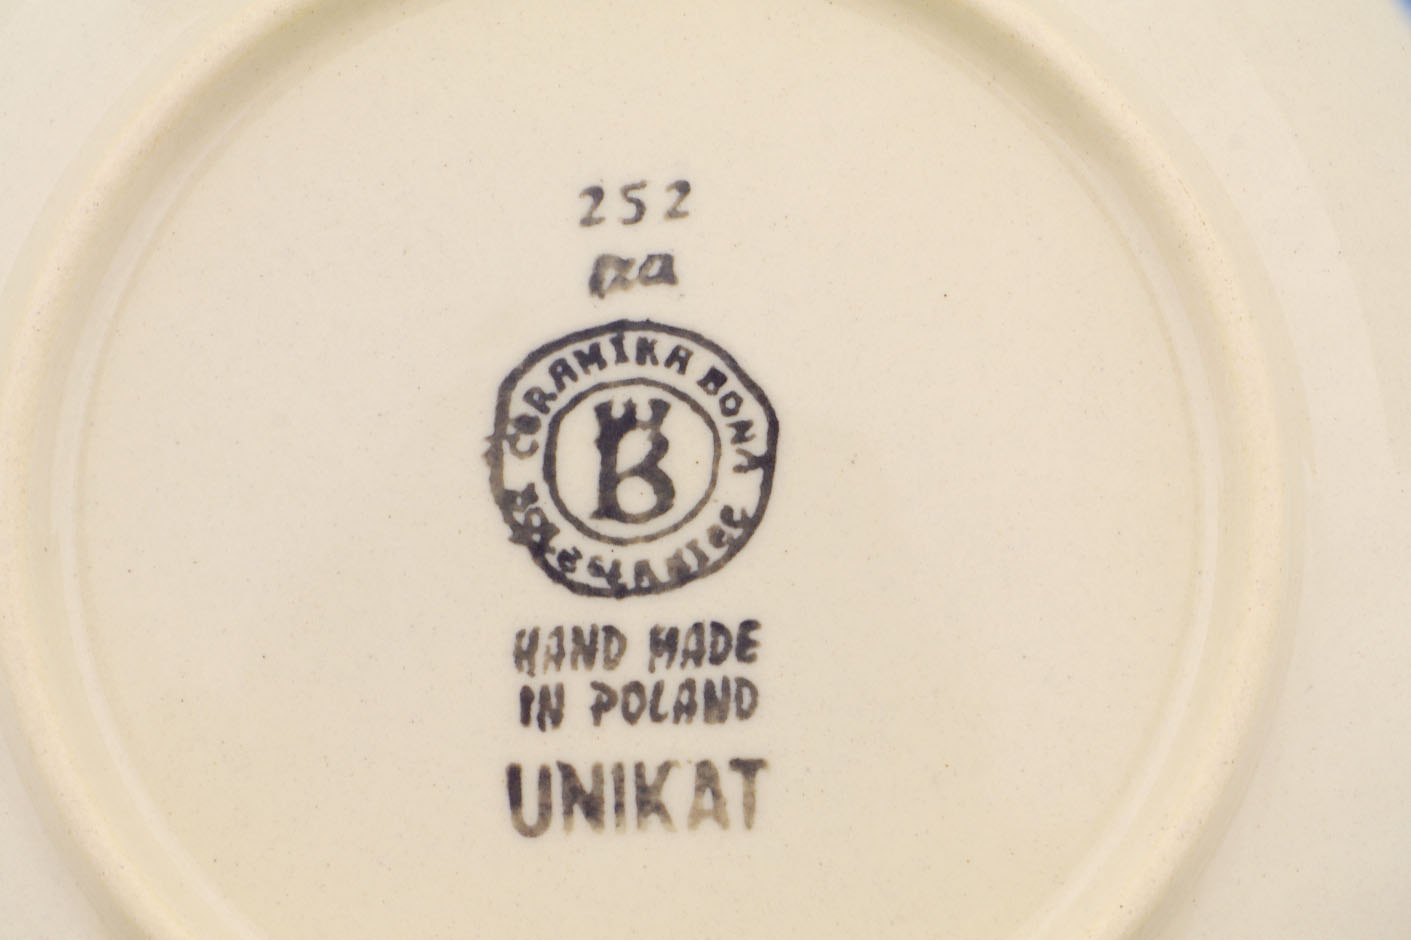 252
CERAMIKA BONA
B
HAND MADE
IN POLAND
UNIKAT